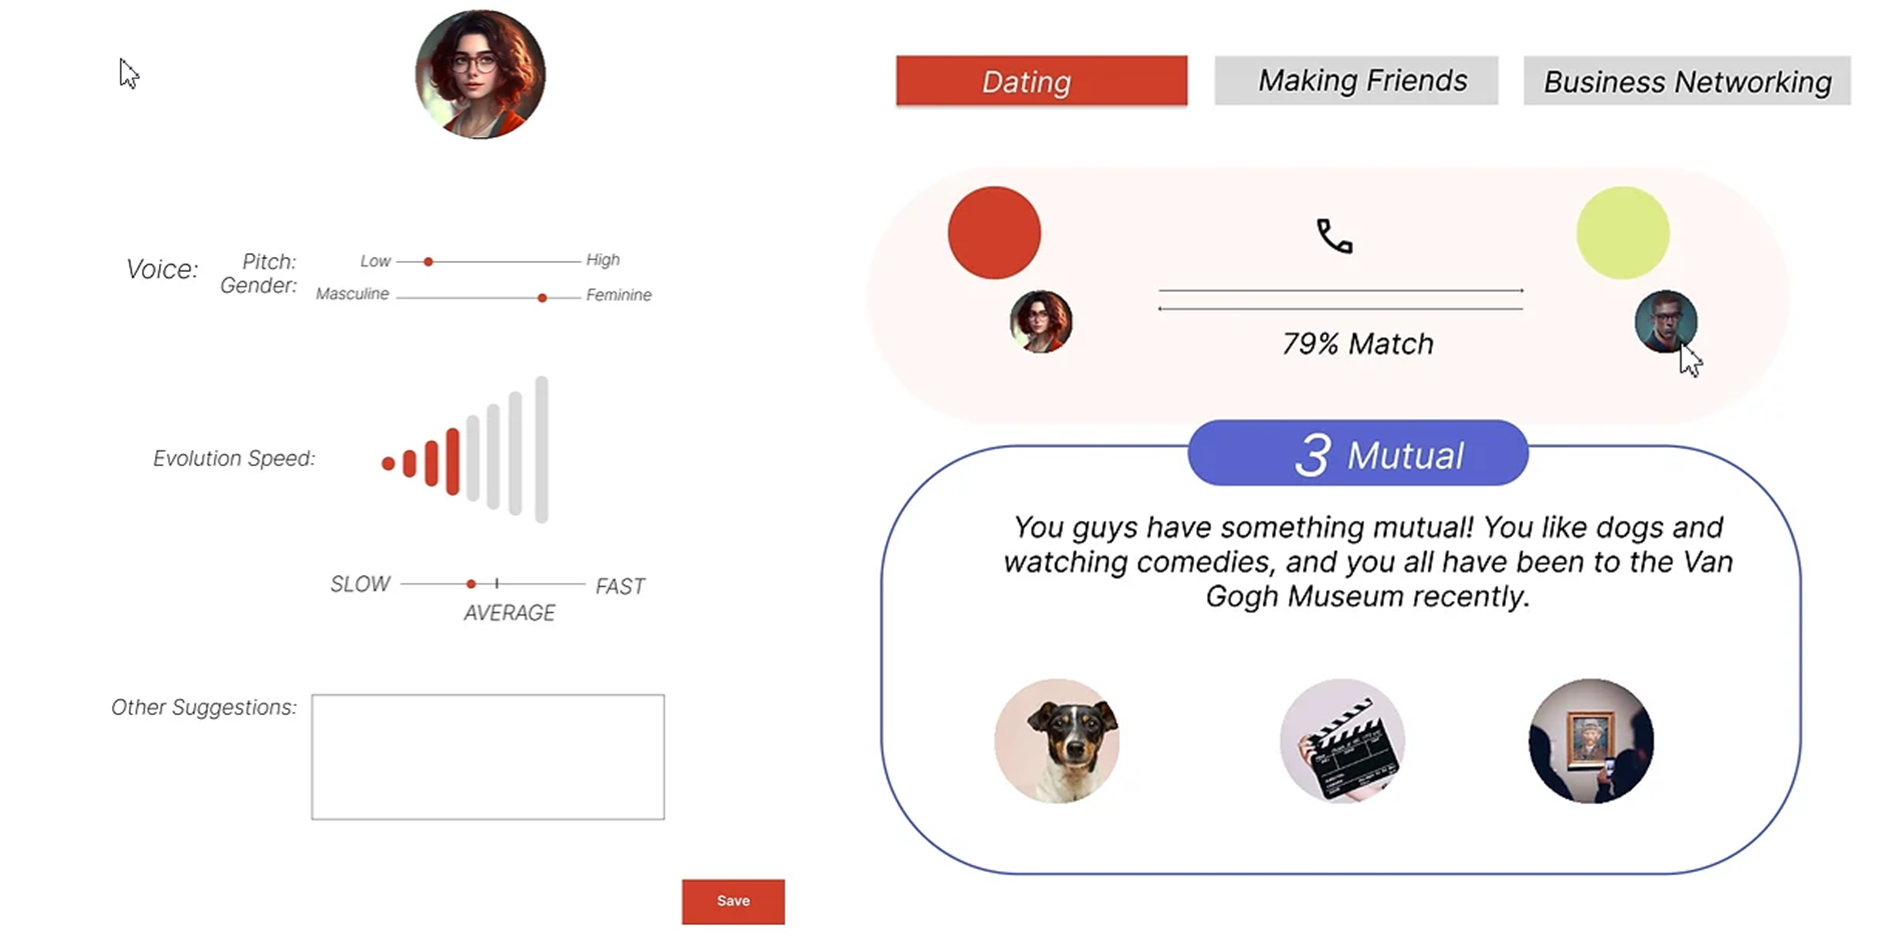 Voice:
Pitch:
Low
High
Gender:
Masculine
Feminine
Evolution Speed:
SLOW
FAST
AVERAGE
Other Suggestions:
Save
Dating
Making Friends
Business Networking
79% Match
3 Mutual
You guys have something mutual! You like dogs and
watching comedies, and you all have been to the Van
Gogh Museum recently.